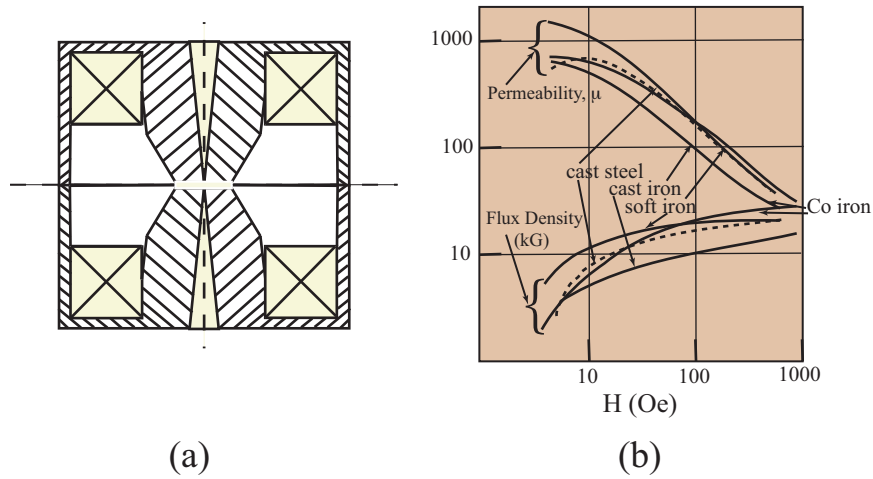 1000
Permeability, μ
100
cast steel
cast iron
soft iron
Co iron
Flux Density
(kG)
10
10
100
1000
H (Oe)
(a)
(b)